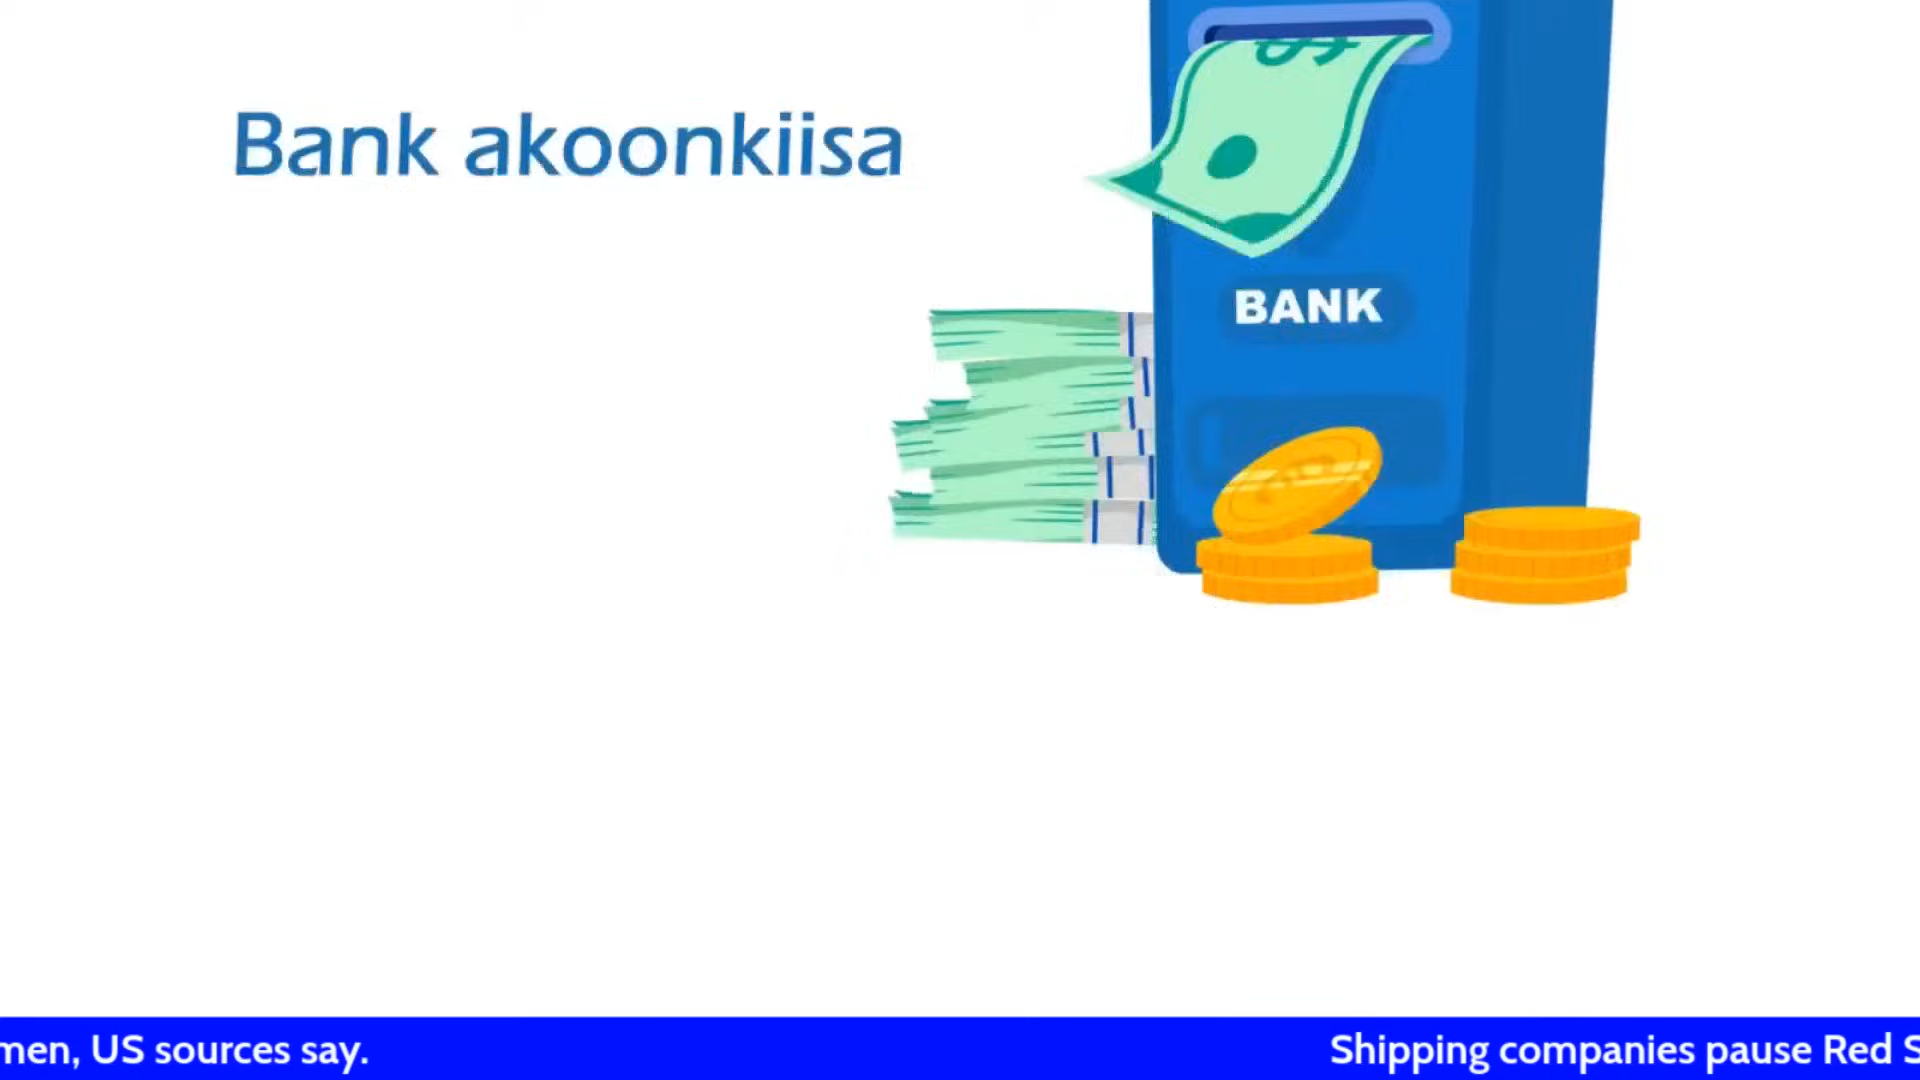 Bank akoonkiisa
BANK
men, US sources say.
Shipping companies pause Red S